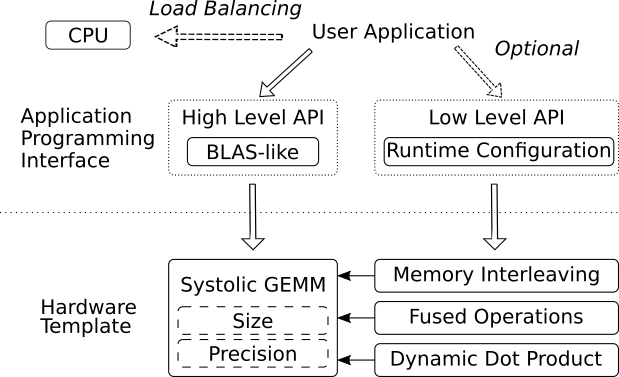 Load Balancing
CPU
User Application
Optional
Application
Programming
Interface
High Level API
BLAS-like
Low Level API
Runtime Configuration
Hardware
Template
Systolic GEMM
Size
Precision
Memory Interleaving
Fused Operations
Dynamic Dot Product